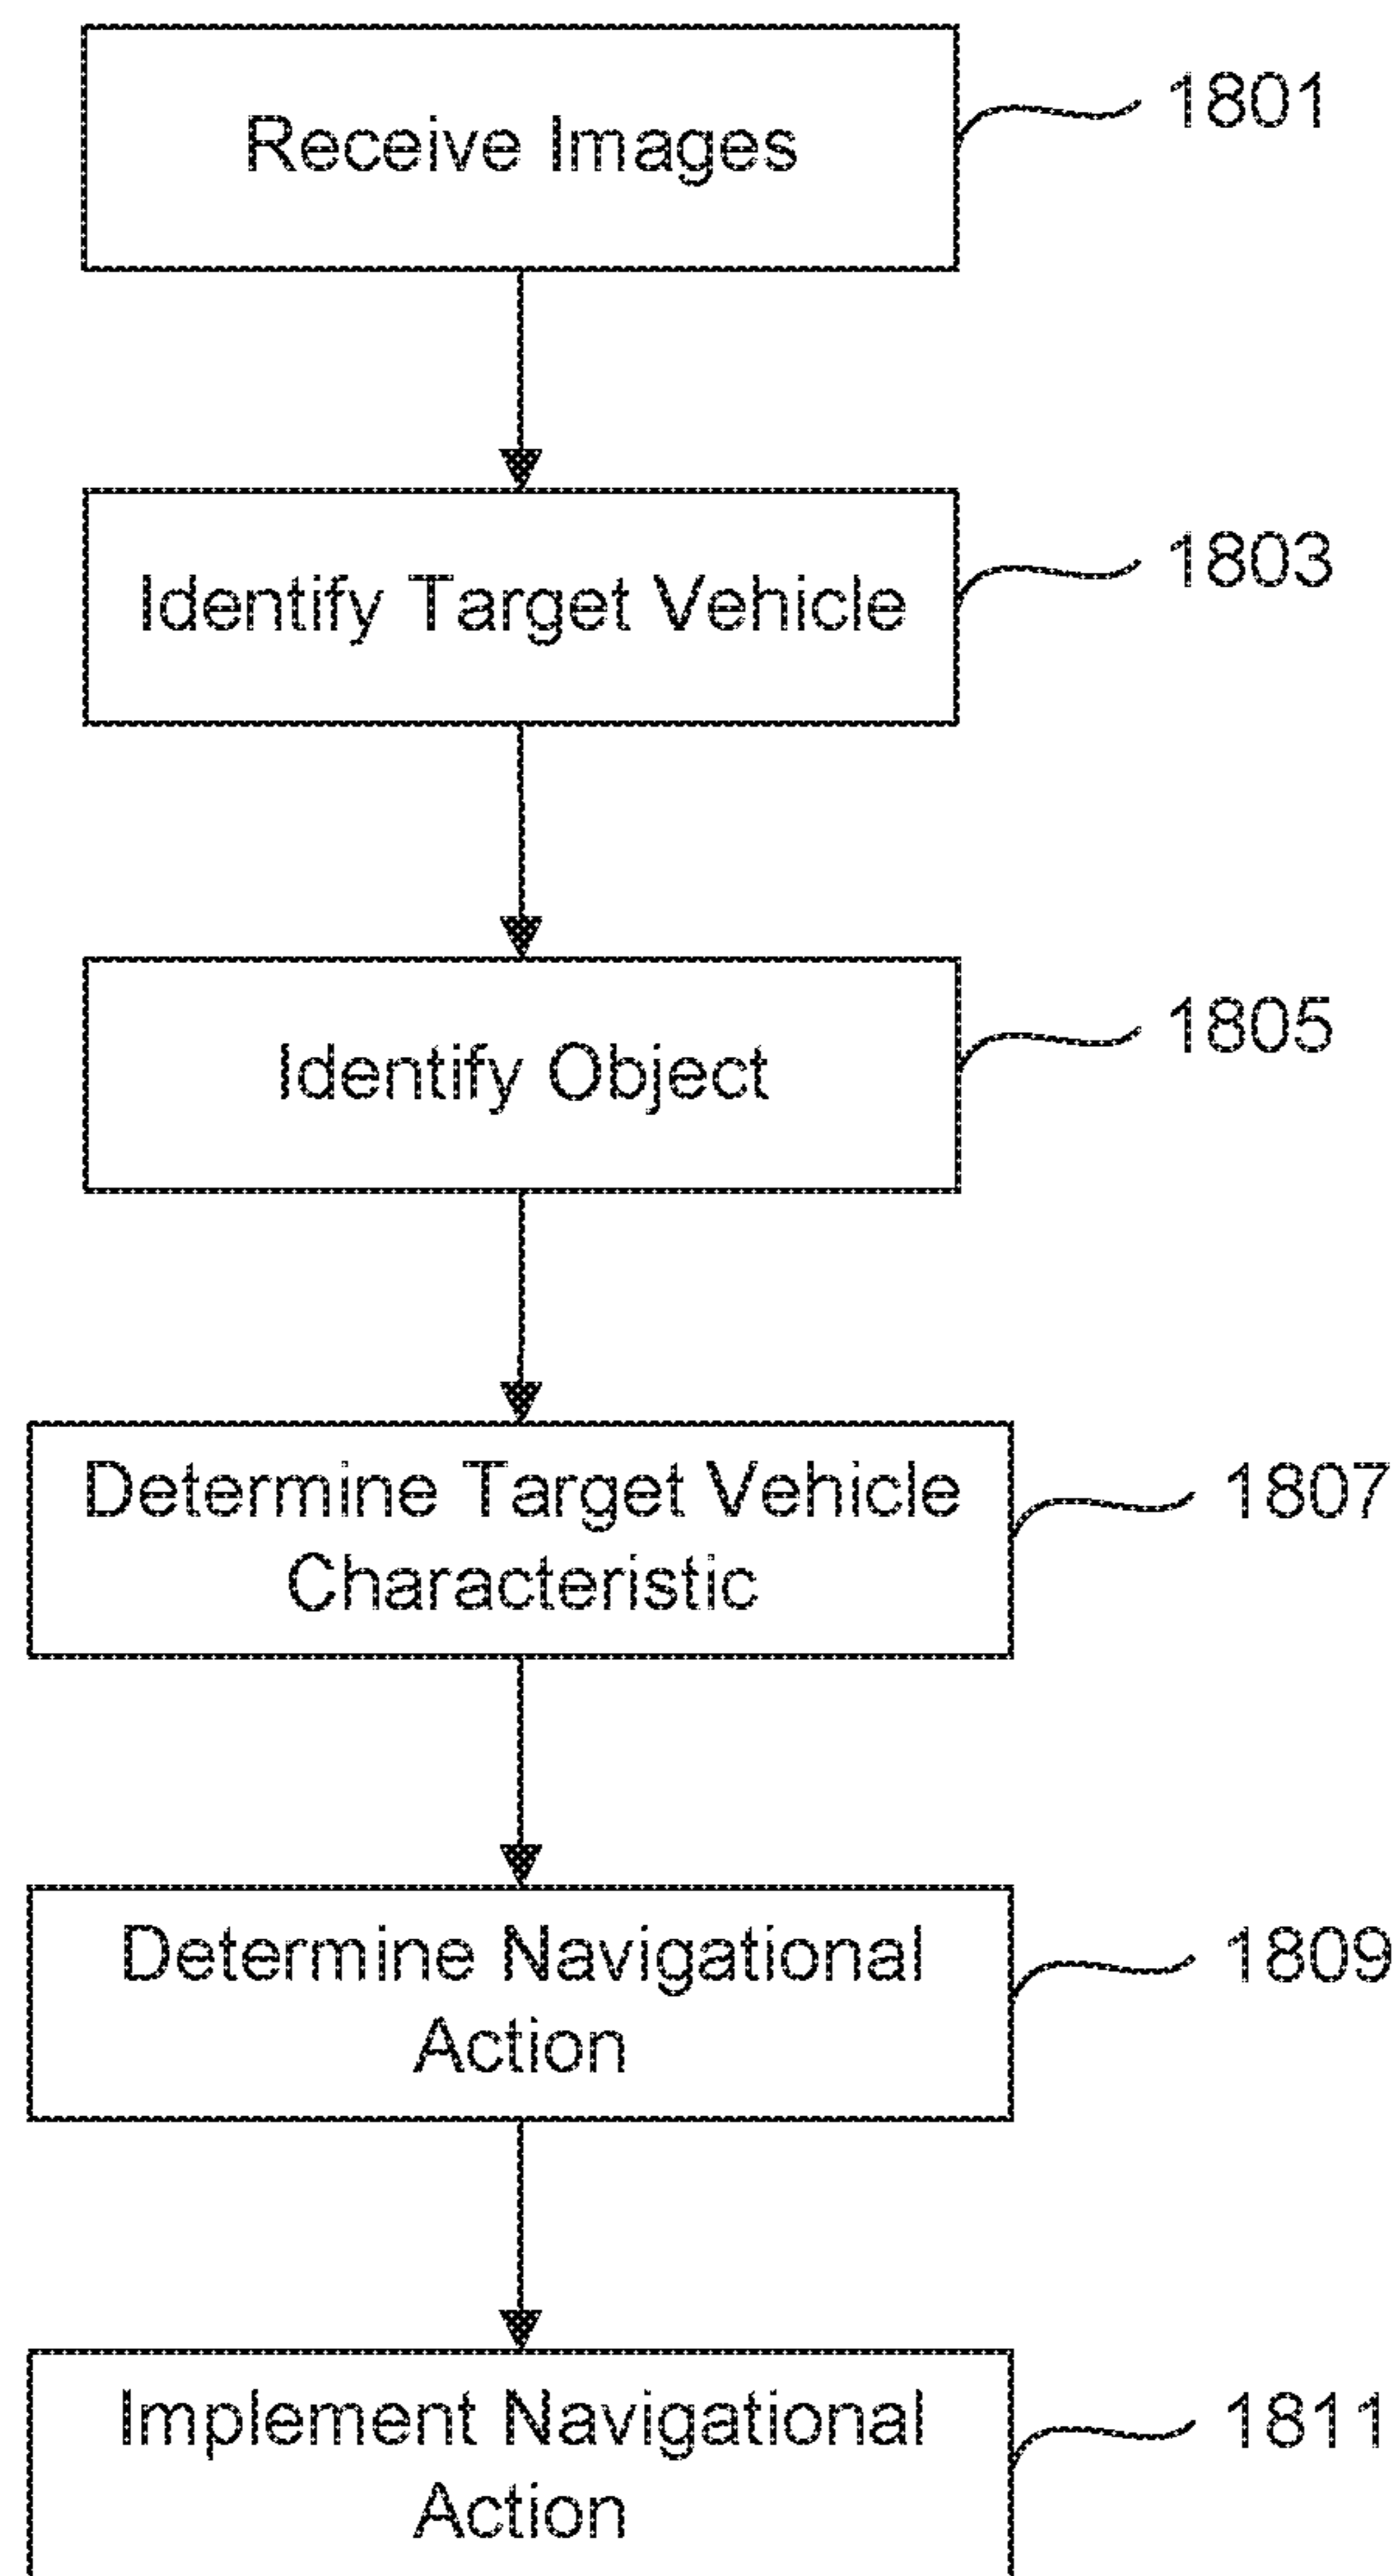 Receive Images
1801
Identify Target Vehicle
1803
Identify Object
1805
Determine Target Vehicle
Characteristic
1807
Determine Navigational
Action
1809
Implement Navigational
Action
1811